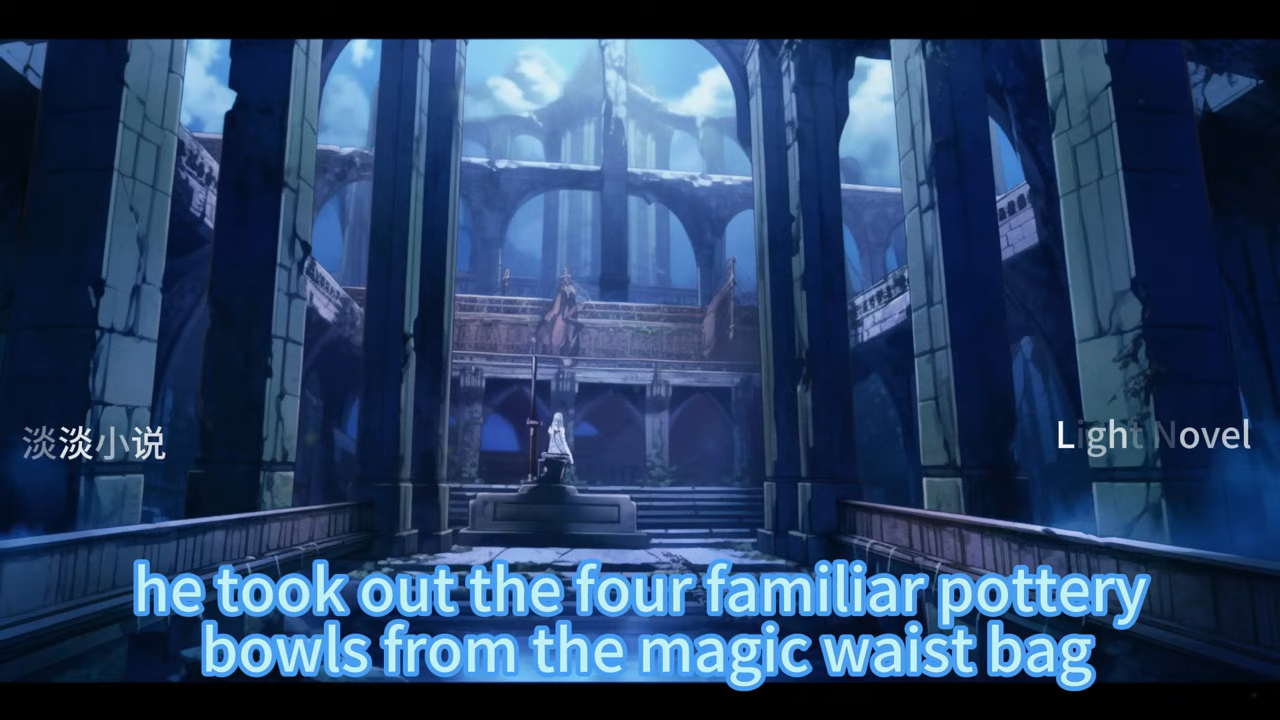 淡淡小说
Light Novel
he took out the four familiar pottery
bowls from the magic waist bag